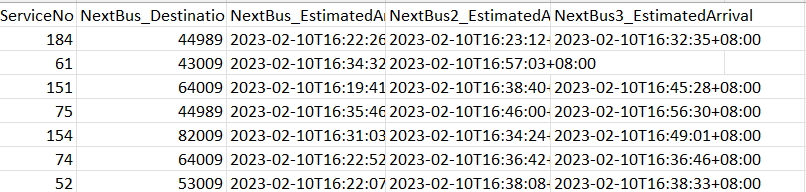 ServiceNo NextBus_Destinatio NextBus_EstimatedAr NextBus2_EstimatedA NextBus3_EstimatedArrival
184 44989 2023-02-10T16:22:26 2023-02-10T16:23:12+ 2023-02-10T16:32:35+08:00
61 43009 2023-02-10T16:34:32 2023-02-10T16:57:03+08:00
151 64009 2023-02-10T16:19:41 2023-02-10T16:38:40+ 2023-02-10T16:45:28+08:00
75 44989 2023-02-10T16:35:46 2023-02-10T16:46:00+ 2023-02-10T16:56:30+08:00
154 82009 2023-02-10T16:31:03 2023-02-10T16:34:24+ 2023-02-10T16:49:01+08:00
74 64009 2023-02-10T16:22:52 2023-02-10T16:36:42+ 2023-02-10T16:36:46+08:00
52 53009 2023-02-10T16:22:07 2023-02-10T16:38:08+ 2023-02-10T16:38:33+08:00